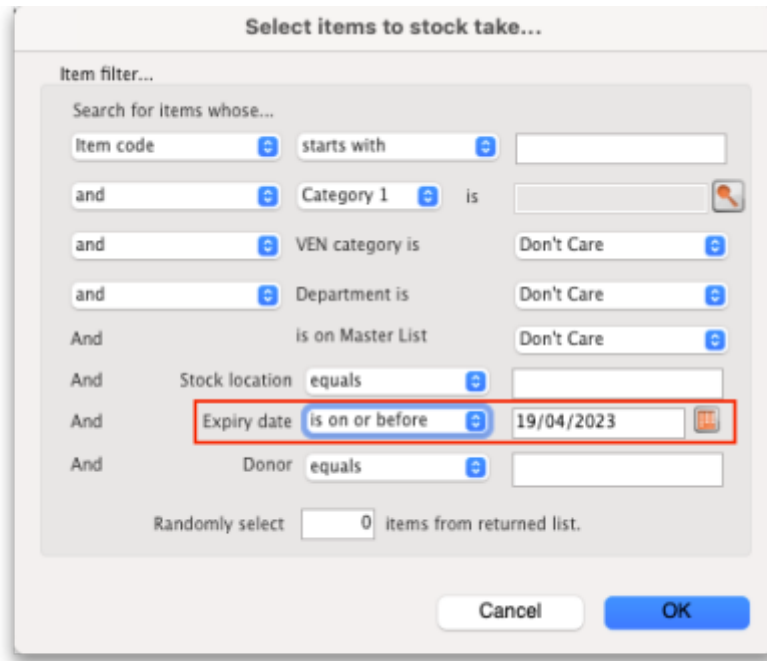 Select items to stock take...
Item filter...
Search for items whose...
Item code starts with
and Category 1 is
and VEN category is Don't Care
and Department is Don't Care
And is on Master List Don't Care
And Stock location equals
And Expiry date is on or before 19/04/2023
And Donor equals
Randomly select 0 items from returned list.
Cancel OK